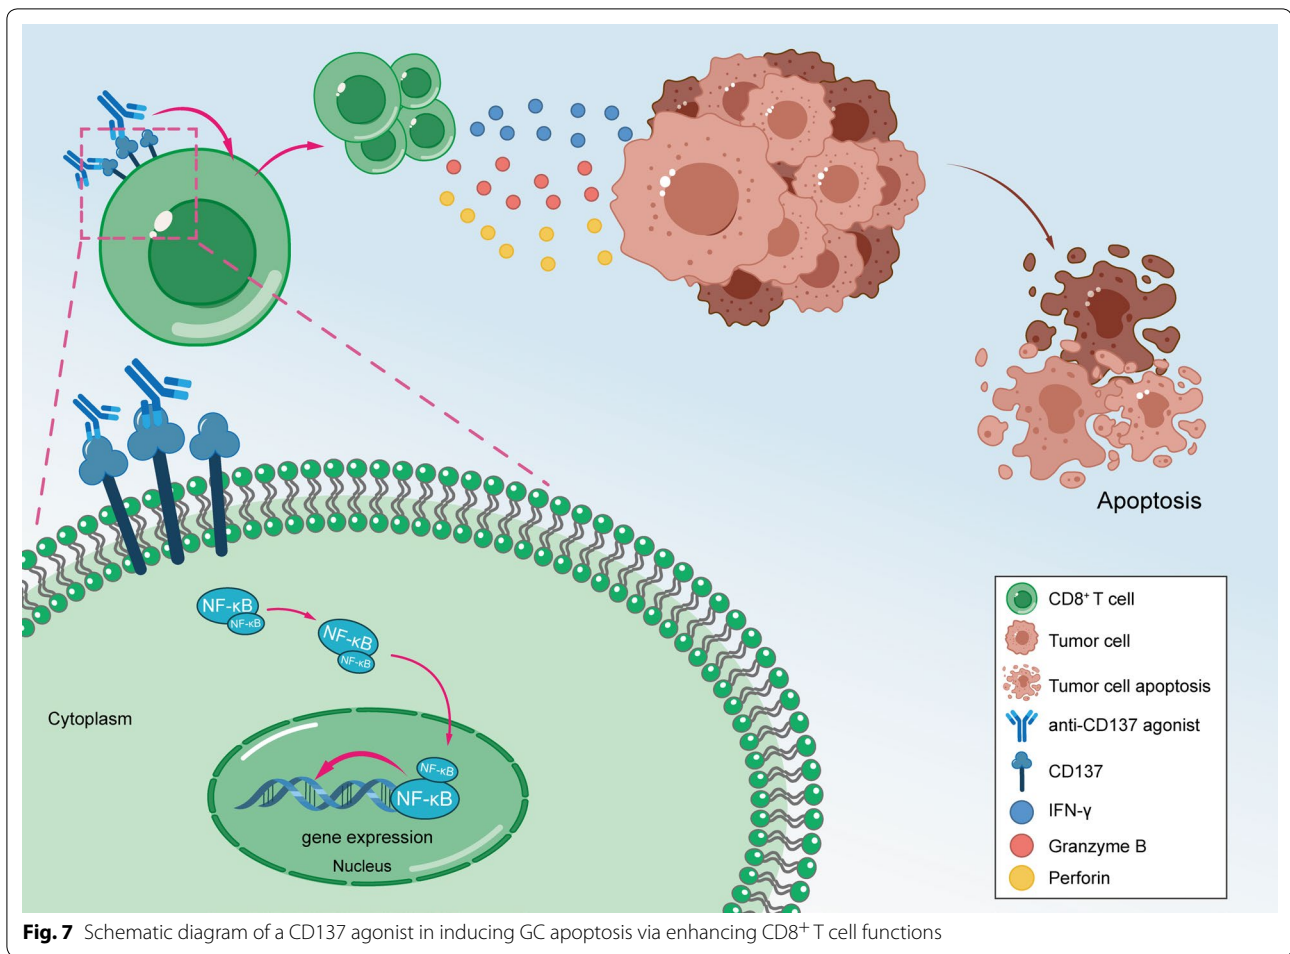 Apoptosis
CD8⁺ T cell
Tumor cell
Tumor cell apoptosis
anti-CD137 agonist
CD137
IFN-γ
Granzyme B
Perforin
NF-κB
NF-κB
NF-κB
NF-κB
Cytoplasm
NF-κB
NF-κB
gene expression
Nucleus
Fig. 7 Schematic diagram of a CD137 agonist in inducing GC apoptosis via enhancing CD8⁺ T cell functions